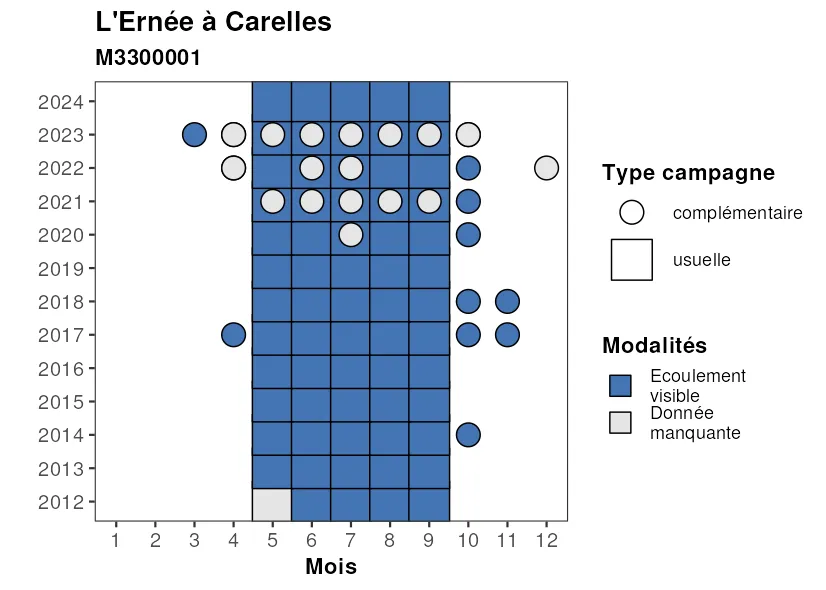 L'Ernée à Carelles
M3300001
2024
2023
2022
2021
2020
2019
2018
2017
2016
2015
2014
2013
2012
1 2 3 4 5 6 7 8 9 10 11 12
Mois
Type campagne
complémentaire
usuelle
Modalités
Ecoulement
visible
Donnée
manquante